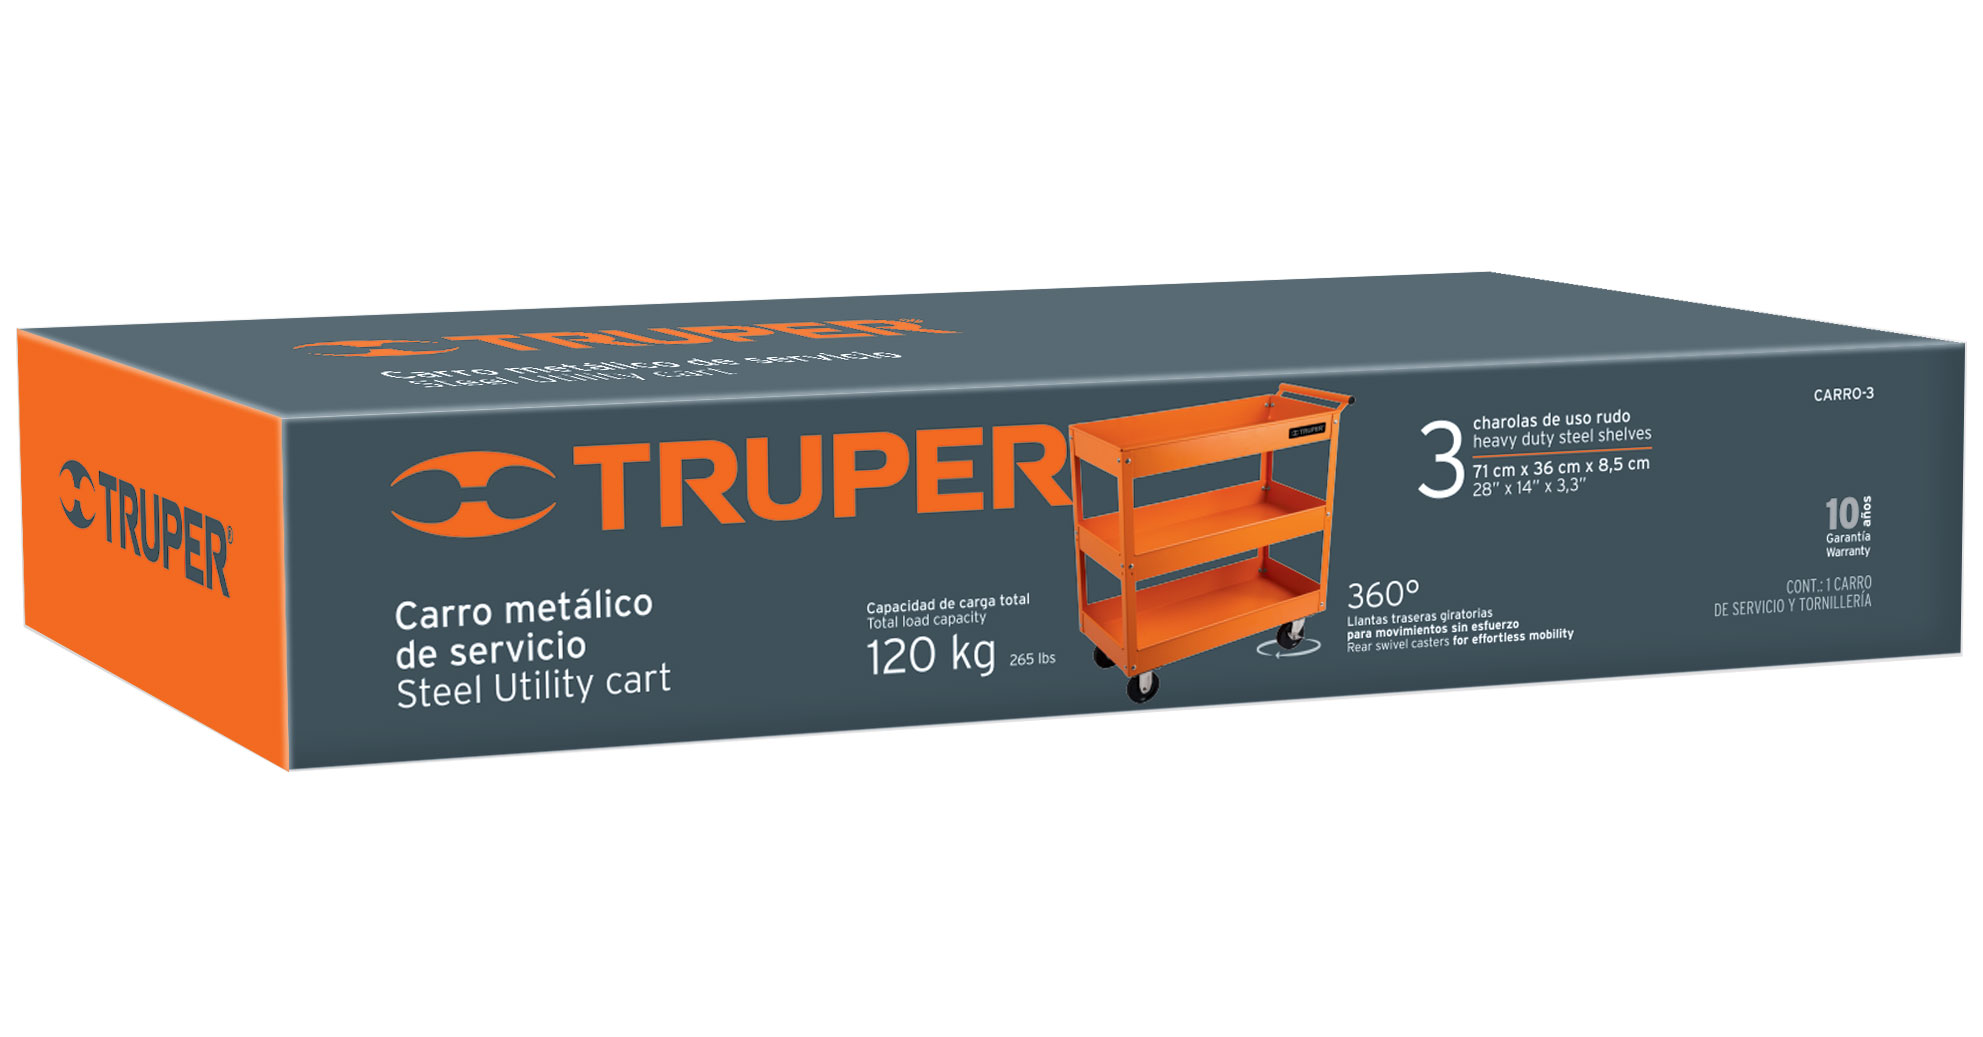 TRUPER
Carro metálico de servicio
Steel Utility cart
TRUPER®
TRUPER
Carro metálico
de servicio
Steel Utility cart
Capacidad de carga total
Total load capacity
120 kg 265 lbs
TRUPER
3
charolas de uso rudo
heavy duty steel shelves
71 cm x 36 cm x 8,5 cm
28” x 14” x 3,3”
360°
Llantas traseras giratorias
para movimientos sin esfuerzo
Rear swivel casters for effortless mobility
CARRO-3
10 años
Garantía
Warranty
CONT.: 1 CARRO
DE SERVICIO Y TORNILLERÍA